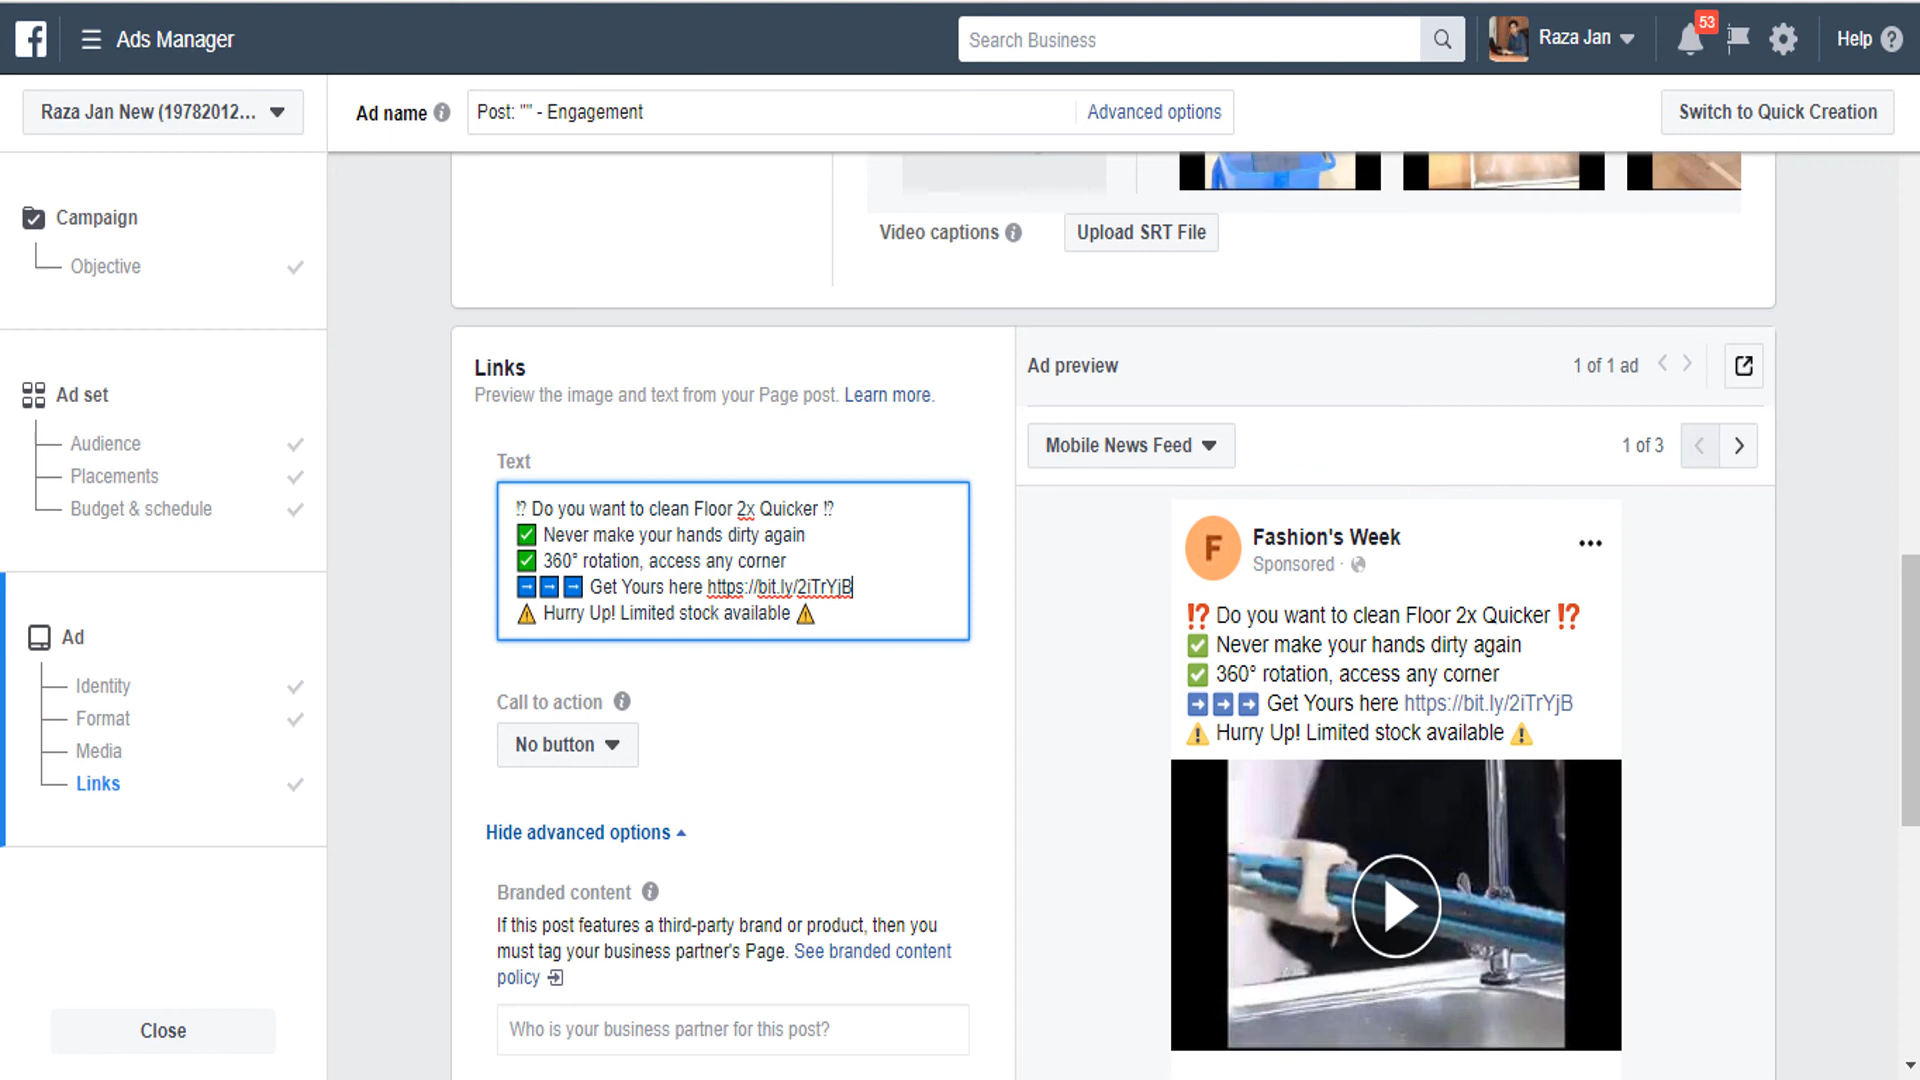 Ads Manager
Search Business
Raza Jan
53
Help
Raza Jan New (19782012...
Ad name
Post: "" - Engagement
Advanced options
Switch to Quick Creation
Campaign
Objective
Ad set
Audience
Placements
Budget & schedule
Ad
Identity
Format
Media
Links
Close
Video captions
Upload SRT File
Links
Preview the image and text from your Page post. Learn more.
Text
⁉ Do you want to clean Floor 2x Quicker ⁉
✅ Never make your hands dirty again
✅ 360° rotation, access any corner
➡➡➡ Get Yours here https://bit.ly/2iTrYjB
⚠ Hurry Up! Limited stock available ⚠
Call to action
No button
Hide advanced options
Branded content
If this post features a third-party brand or product, then you
must tag your business partner's Page. See branded content
policy
Who is your business partner for this post?
Ad preview
1 of 1 ad
Mobile News Feed
1 of 3
F
Fashion's Week
Sponsored ·
⁉ Do you want to clean Floor 2x Quicker ⁉
✅ Never make your hands dirty again
✅ 360° rotation, access any corner
➡➡➡ Get Yours here https://bit.ly/2iTrYjB
⚠ Hurry Up! Limited stock available ⚠